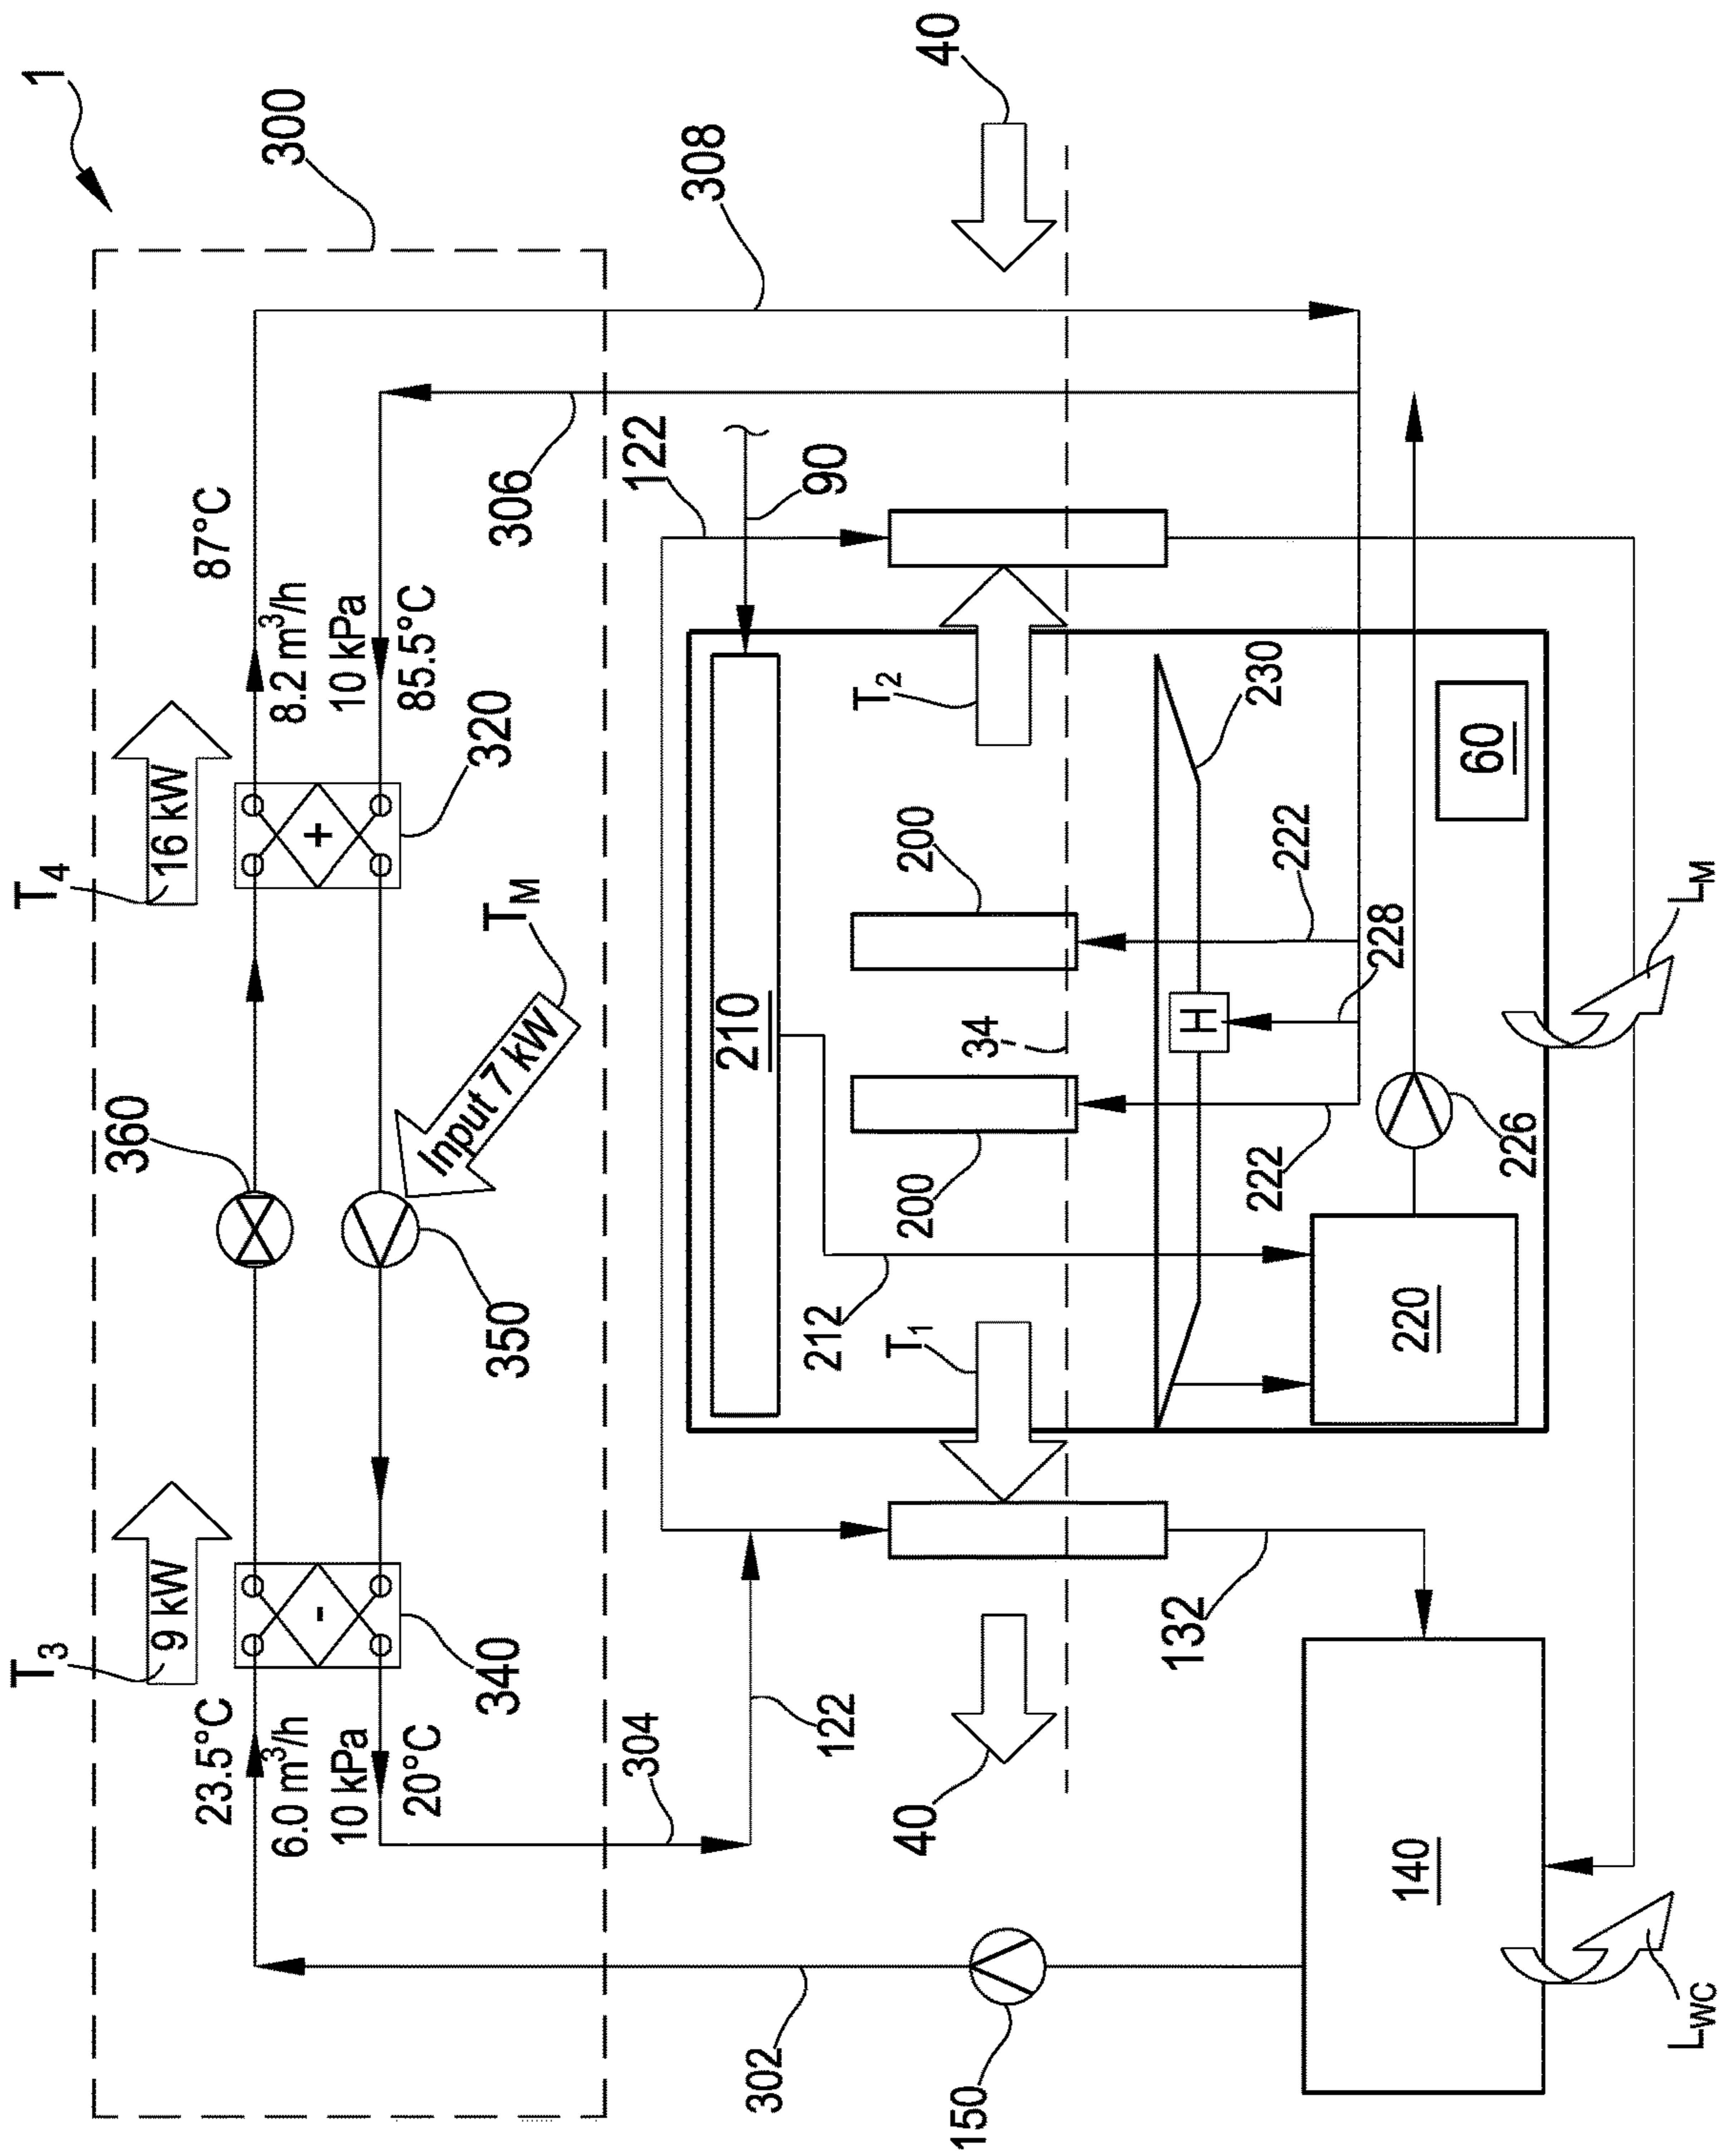 1
300
T4
16 kW
87°C
8.2 m³/h
10 kPa
85.5°C
320
308
306
40
122
90
360
TM
Input 7 kW
350
T3
9 kW
23.5°C
6.0 m³/h
10 kPa
20°C
340
304
122
302
150
210
212
T2
T1
200
200
34
230
H
222
222
228
226
220
60
40
132
140
LM
LWC